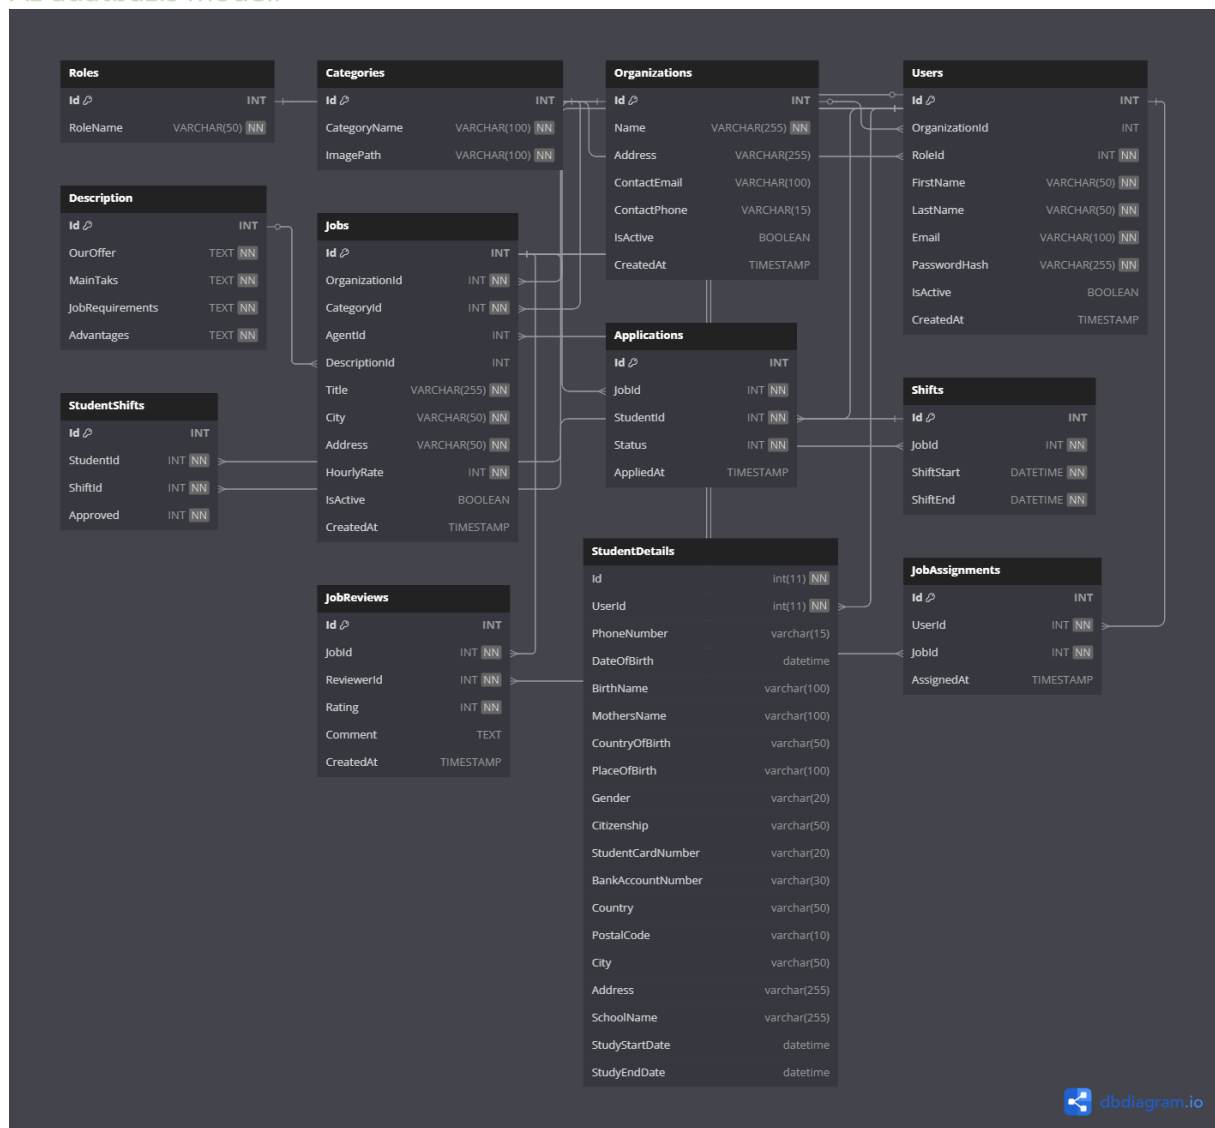 Roles
Id INT
RoleName VARCHAR(50) NN
Categories
Id INT
CategoryName VARCHAR(100) NN
ImagePath VARCHAR(100) NN
Organizations
Id INT
Name VARCHAR(255) NN
Address VARCHAR(255)
ContactEmail VARCHAR(100)
ContactPhone VARCHAR(15)
IsActive BOOLEAN
CreatedAt TIMESTAMP
Users
Id INT
OrganizationId INT
RoleId INT NN
FirstName VARCHAR(50) NN
LastName VARCHAR(50) NN
Email VARCHAR(100) NN
PasswordHash VARCHAR(255) NN
IsActive BOOLEAN
CreatedAt TIMESTAMP
Description
Id INT
OurOffer TEXT NN
MainTaks TEXT NN
JobRequirements TEXT NN
Advantages TEXT NN
Jobs
Id INT
OrganizationId INT NN
CategoryId INT NN
AgentId INT
DescriptionId INT
Title VARCHAR(255) NN
City VARCHAR(50) NN
Address VARCHAR(50) NN
HourlyRate INT NN
IsActive BOOLEAN
CreatedAt TIMESTAMP
Applications
Id INT
JobId INT NN
StudentId INT NN
Status INT NN
AppliedAt TIMESTAMP
Shifts
Id INT
JobId INT NN
ShiftStart DATETIME NN
ShiftEnd DATETIME NN
StudentShifts
Id INT
StudentId INT NN
ShiftId INT NN
Approved INT NN
StudentDetails
Id int(11) NN
UserId int(11) NN
PhoneNumber varchar(15)
DateOfBirth datetime
BirthName varchar(100)
MothersName varchar(100)
CountryOfBirth varchar(50)
PlaceOfBirth varchar(100)
Gender varchar(20)
Citizenship varchar(50)
StudentCardNumber varchar(20)
BankAccountNumber varchar(30)
Country varchar(50)
PostalCode varchar(10)
City varchar(50)
Address varchar(255)
SchoolName varchar(255)
StudyStartDate datetime
StudyEndDate datetime
JobAssignments
Id INT
UserId INT NN
JobId INT NN
AssignedAt TIMESTAMP
JobReviews
Id INT
JobId INT NN
ReviewerId INT NN
Rating INT NN
Comment TEXT
CreatedAt TIMESTAMP
dbdiagram.io